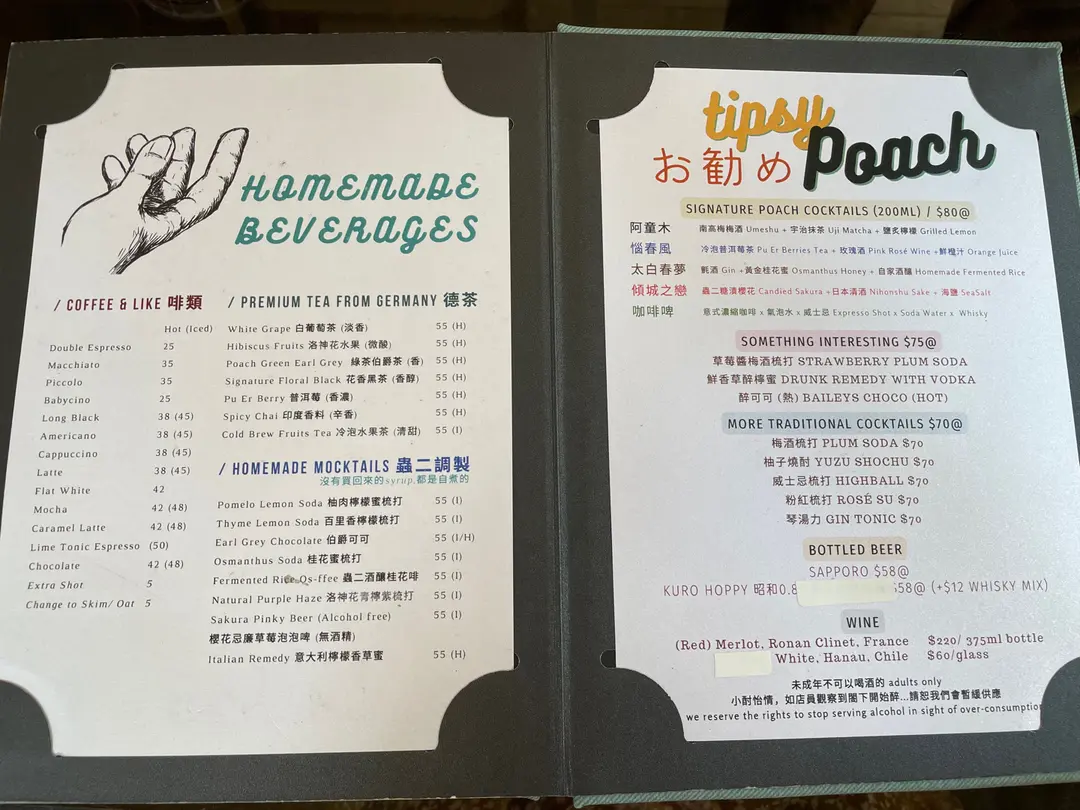 HOMEMADE
BEVERAGES
/ COFFEE & LIKE 啡類
Hot (Iced)
Double Espresso 25
Macchiato 35
Piccolo 35
Babycino 25
Long Black 38 (45)
Americano 38 (45)
Cappuccino 38 (45)
Latte 38 (45)
Flat White 42
Mocha 42 (48)
Caramel Latte 42 (48)
Lime Tonic Espresso (50)
Chocolate 42 (48)
Extra Shot 5
Change to Skim/ Oat 5
/ PREMIUM TEA FROM GERMANY 德茶
White Grape 白葡萄茶 (淡香) 55 (H)
Hibiscus Fruits 洛神花水果 (微酸) 55 (H)
Poach Green Earl Grey 綠茶伯爵茶 (香) 55 (H)
Signature Floral Black 花香黑茶 (香醇) 55 (H)
Pu Er Berry 普洱莓 (香濃) 55 (H)
Spicy Chai 印度香料 (辛香) 55 (H)
Cold Brew Fruits Tea 冷泡水果茶 (清甜) 55 (I)
/ HOMEMADE MOCKTAILS 蟲二調製
沒有買回來的syrup,都是自煮的
Pomelo Lemon Soda 柚肉檸檬蜜梳打 55 (I)
Thyme Lemon Soda 百里香檸檬梳打 55 (I)
Earl Grey Chocolate 伯爵可可 55 (I/H)
Osmanthus Soda 桂花蜜梳打 55 (I)
Fermented Rice Os-ffee 蟲二酒釀桂花啡 55 (I)
Natural Purple Haze 洛神花青檸紫梳打 55 (I)
Sakura Pinky Beer (Alcohol free) 55 (I)
櫻花忌廉草莓泡泡啤 (無酒精)
Italian Remedy 意大利檸檬香草蜜 55 (H)
tipsy
お勧め Poach
SIGNATURE POACH COCKTAILS (200ML) / $80@
阿童木 南高梅梅酒 Umeshu + 宇治抹茶 Uji Matcha + 鹽炙檸檬 Grilled Lemon
惱春風 冷泡普洱莓茶 Pu Er Berries Tea + 玫瑰酒 Pink Rosé Wine +鮮橙汁 Orange Juice
太白春夢 氈酒 Gin +黃金桂花蜜 Osmanthus Honey + 自家酒釀 Homemade Fermented Rice
傾城之戀 蟲二糖漬櫻花 Candied Sakura +日本清酒 Nihonshu Sake + 海鹽 SeaSalt
咖啡啤 意式濃縮咖啡 x 氣泡水 x 威士忌 Expresso Shot x Soda Water x Whisky
SOMETHING INTERESTING $75@
草莓醬梅酒梳打 STRAWBERRY PLUM SODA
鮮香草醉檸蜜 DRUNK REMEDY WITH VODKA
醉可可 (熱) BAILEYS CHOCO (HOT)
MORE TRADITIONAL COCKTAILS $70@
梅酒梳打 PLUM SODA $70
柚子燒酎 YUZU SHOCHU $70
威士忌梳打 HIGHBALL $70
粉紅梳打 ROSÉ SU $70
琴湯力 GIN TONIC $70
BOTTLED BEER
SAPPORO $58@
KURO HOPPY 昭和0.8 $58@ (+$12 WHISKY MIX)
WINE
(Red) Merlot, Ronan Clinet, France $220/ 375ml bottle
White, Hanau, Chile $60/glass
未成年不可以喝酒的 adults only
小酎怡情，如店員觀察到閣下開始醉...請恕我們會暫緩供應
we reserve the rights to stop serving alcohol in sight of over-consumption